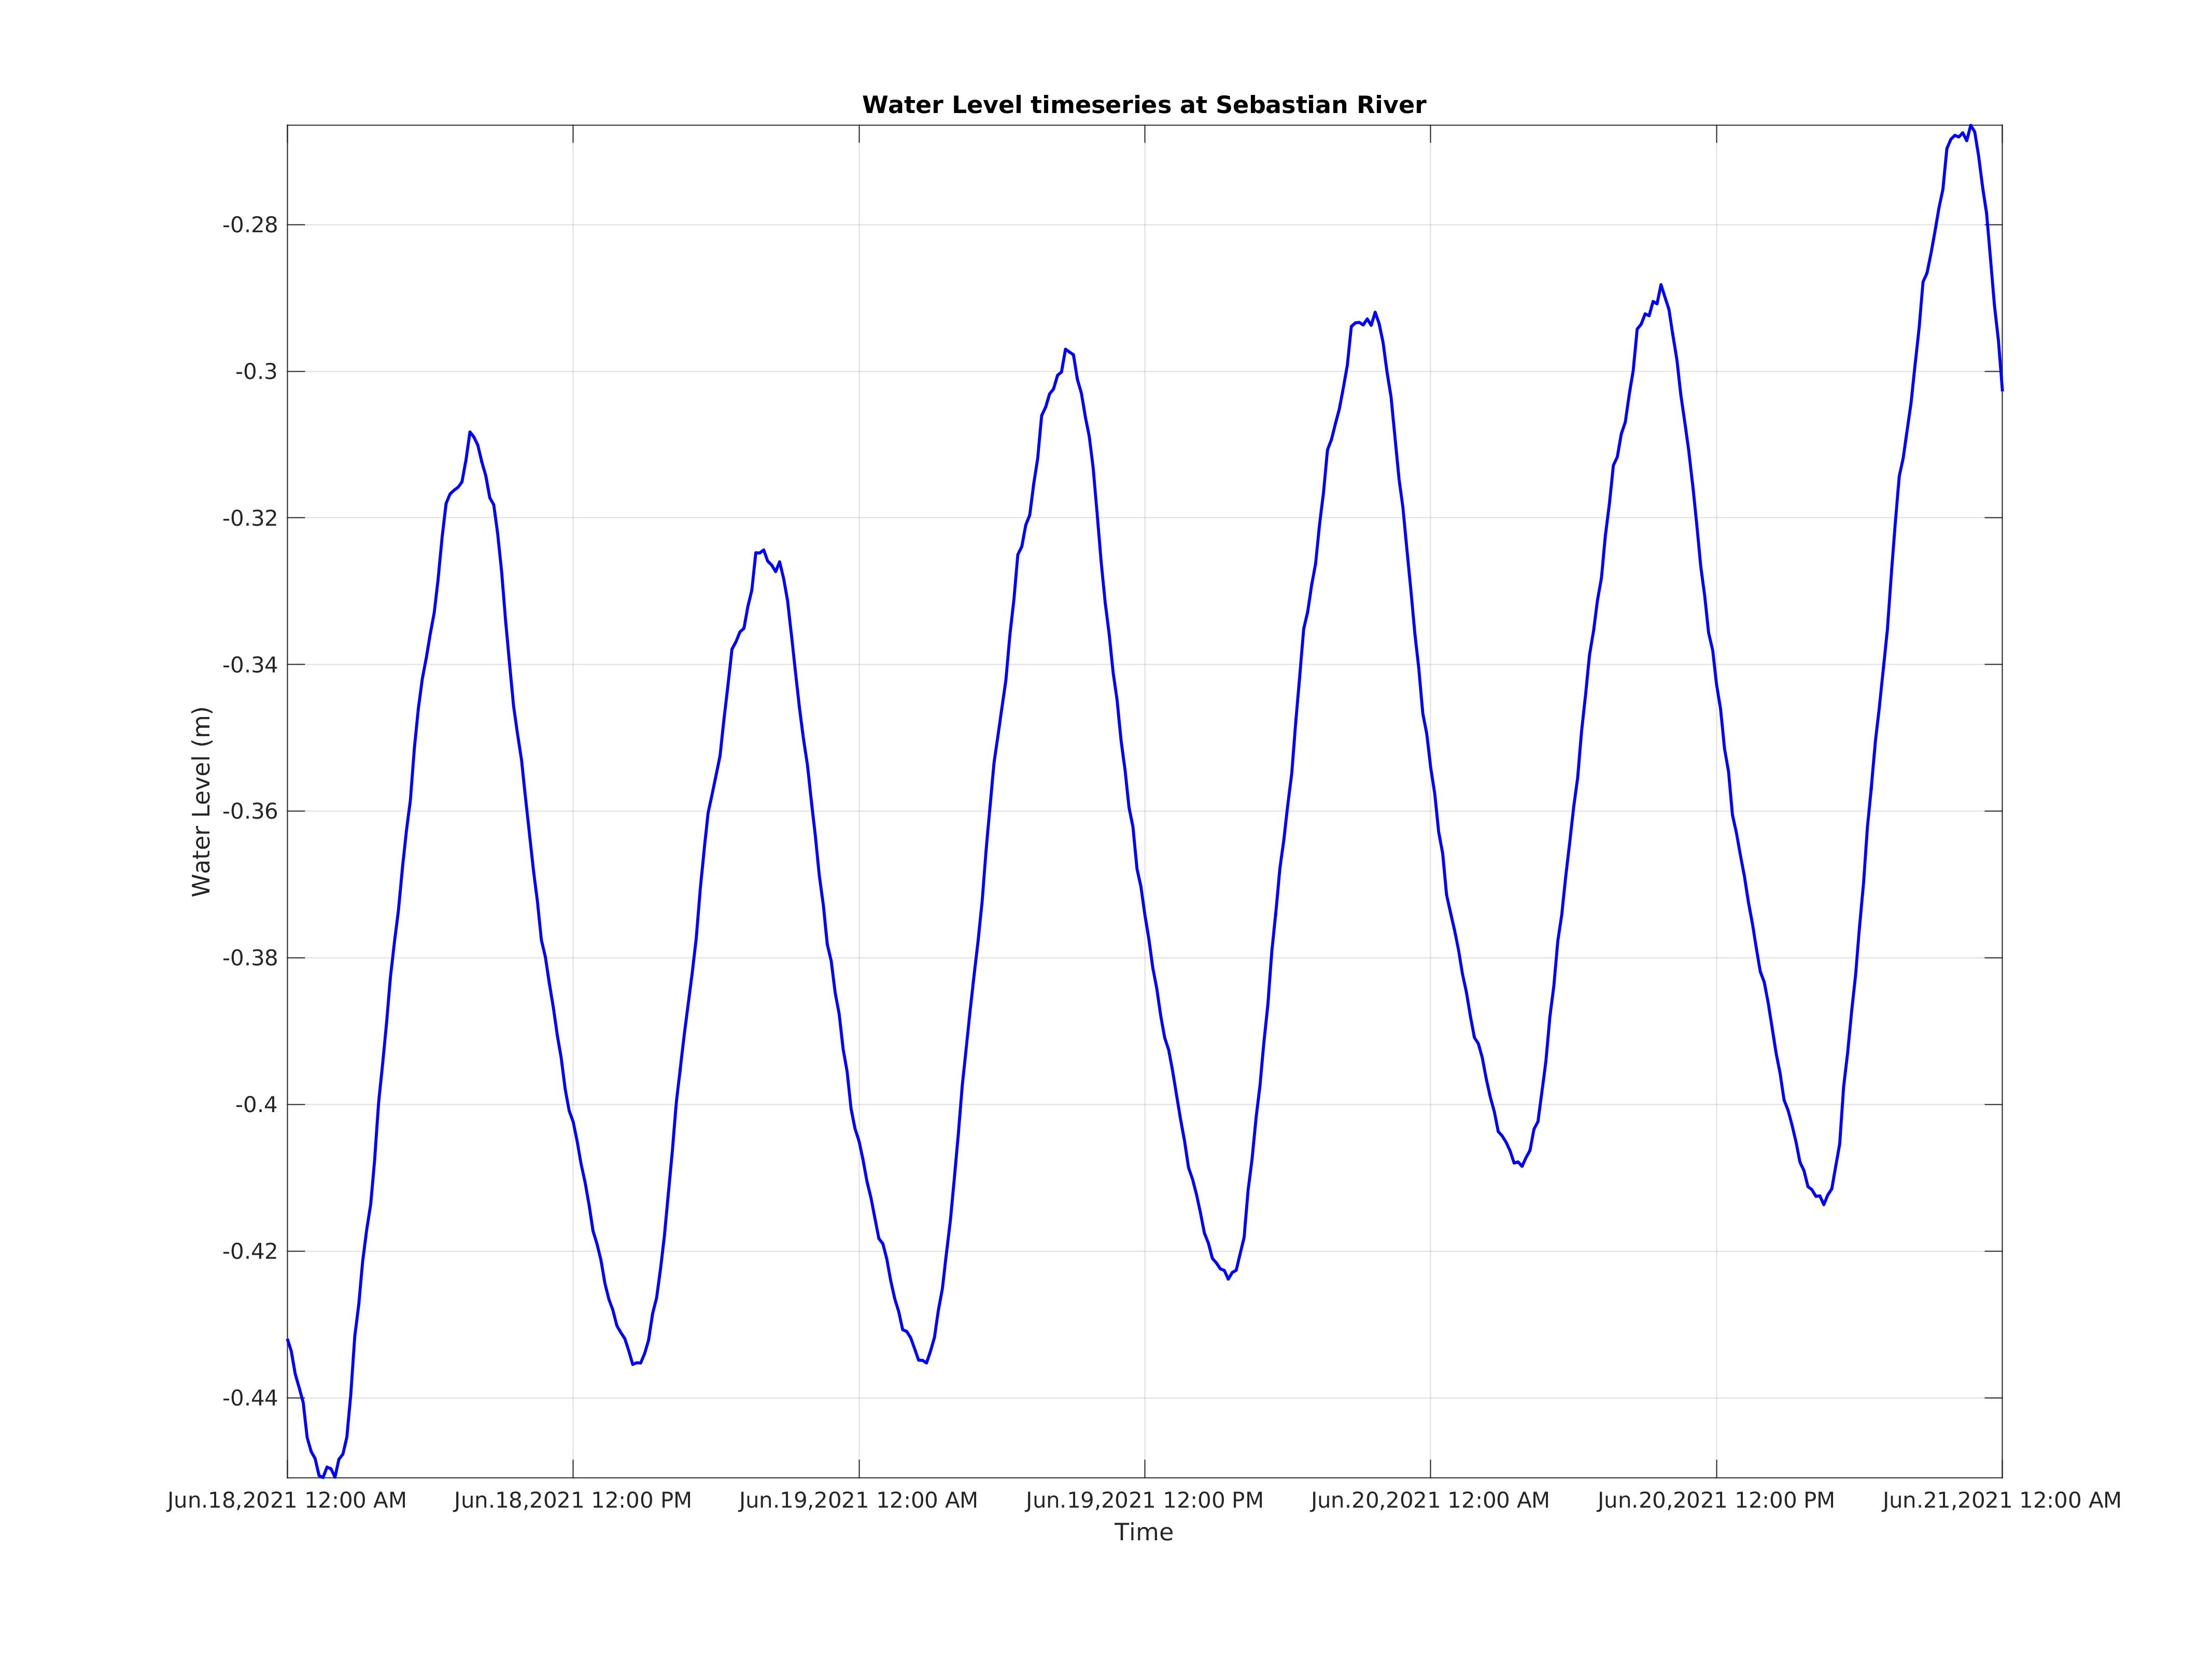 Water Level timeseries at Sebastian River
-0.28
-0.3
-0.32
-0.34
-0.36
-0.38
-0.4
-0.42
-0.44
Water Level (m)
Jun.18,2021 12:00 AM Jun.18,2021 12:00 PM Jun.19,2021 12:00 AM Jun.19,2021 12:00 PM Jun.20,2021 12:00 AM Jun.20,2021 12:00 PM Jun.21,2021 12:00 AM
Time